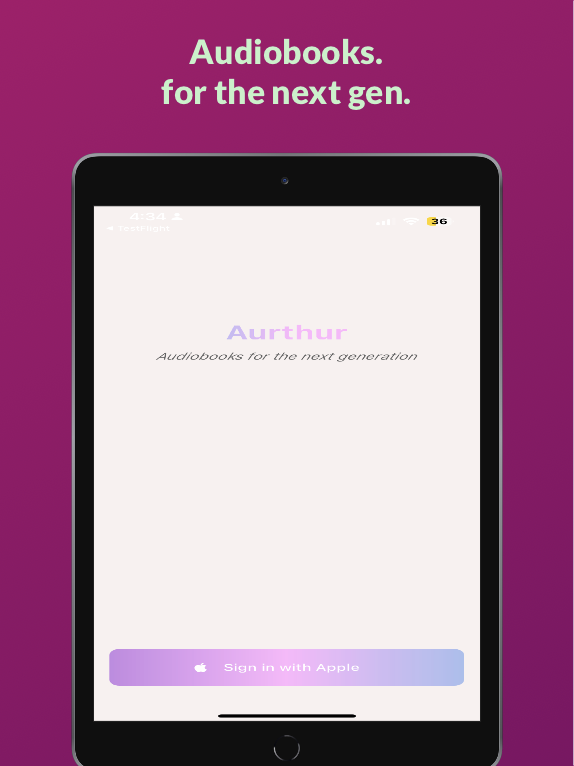 Audiobooks.
for the next gen.
4:34
TestFlight
36
Aurthur
Audiobooks for the next generation
Sign in with Apple